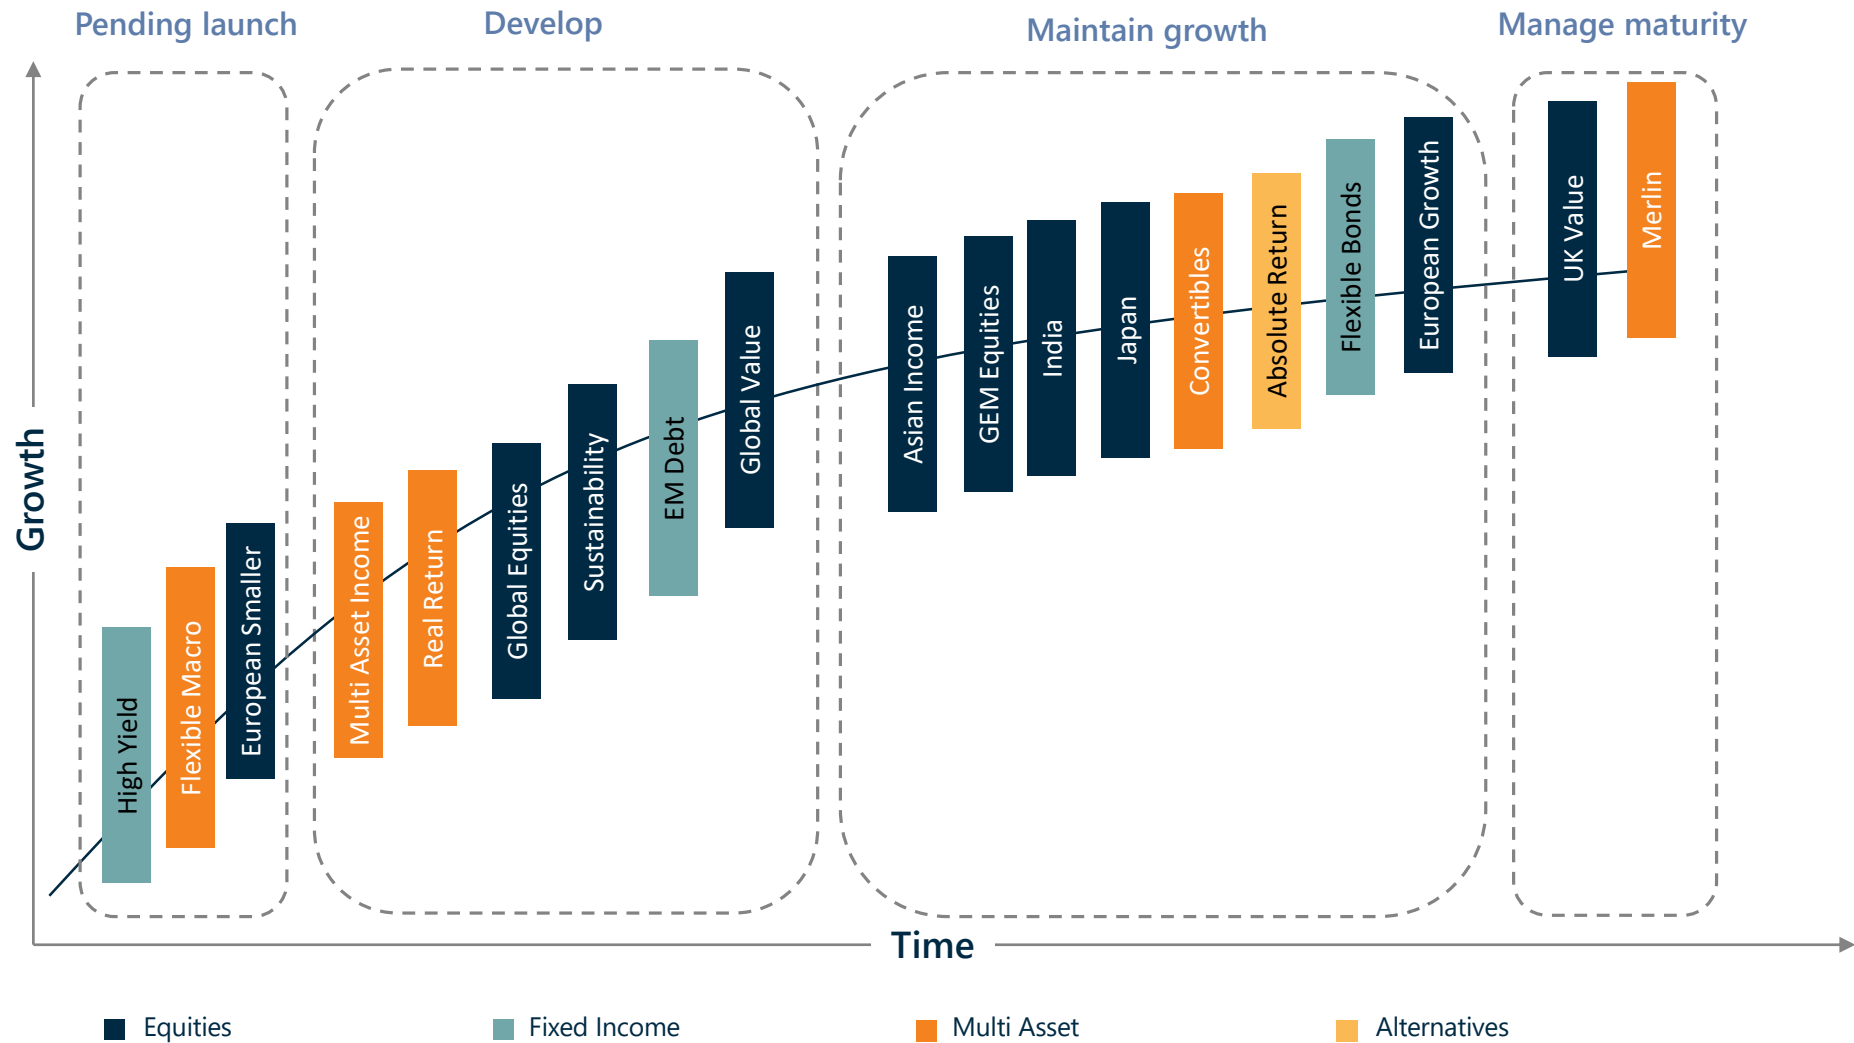 Pending launch
Develop
Maintain growth
Manage maturity
Growth
High Yield
Flexible Macro
European Smaller
Multi Asset Income
Real Return
Global Equities
Sustainability
EM Debt
Global Value
Asian Income
GEM Equities
India
Japan
Convertibles
Absolute Return
Flexible Bonds
European Growth
UK Value
Merlin
Time
Equities
Fixed Income
Multi Asset
Alternatives